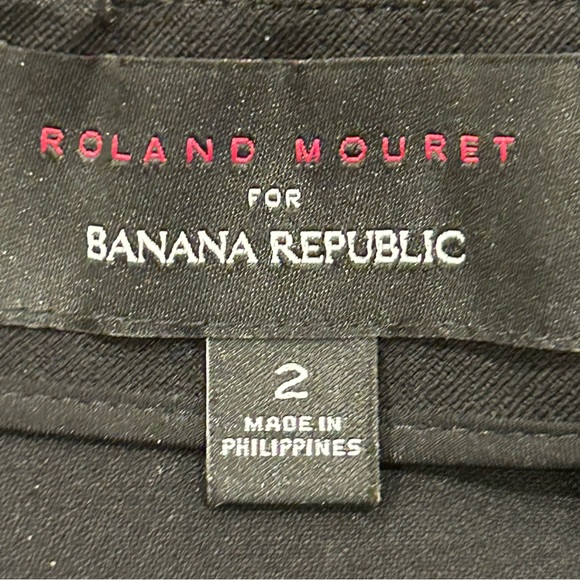 ROLAND MOURET
FOR
BANANA REPUBLIC
2
MADE IN
PHILIPPINES